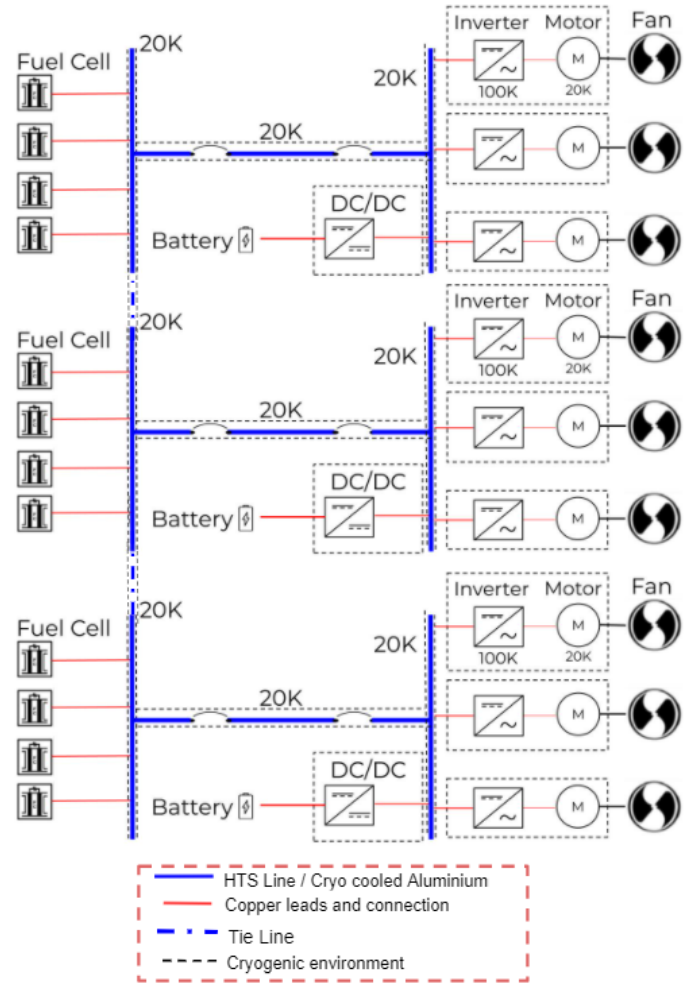 20K
Inverter Motor Fan
Fuel Cell
20K
M
100K 20K
20K
M
DC/DC
Battery
M
20K
Inverter Motor Fan
Fuel Cell
20K
M
100K 20K
20K
M
DC/DC
Battery
M
20K
Inverter Motor Fan
Fuel Cell
20K
M
100K 20K
20K
M
DC/DC
Battery
M
HTS Line / Cryo cooled Aluminium
Copper leads and connection
Tie Line
Cryogenic environment